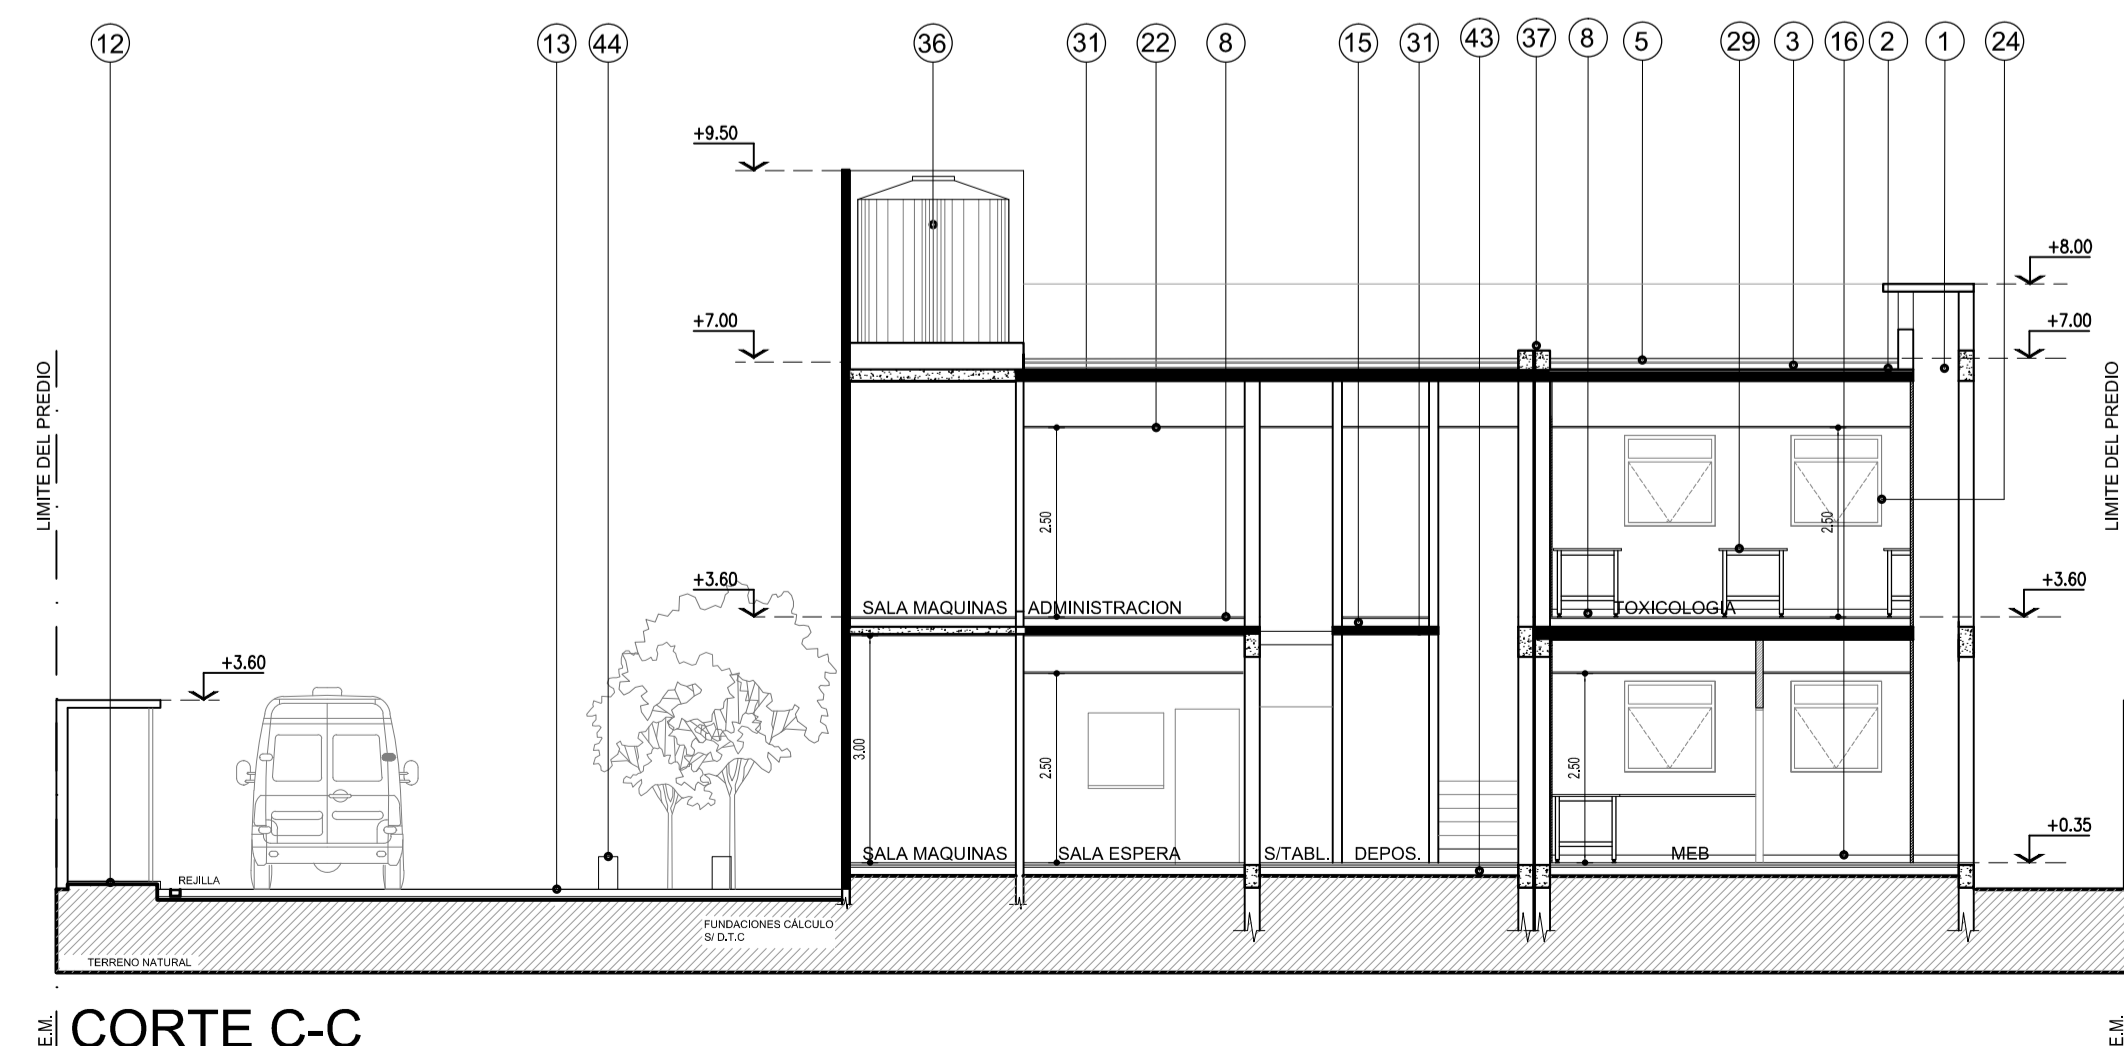 12 13 44 36 31 22 8 15 31 43 37 8 5 29 3 16 2 1 24
+9.50
+8.00
+7.00
+7.00
LIMITE DEL PREDIO
LIMITE DEL PREDIO
2.50
2.50
+3.60
+3.60
SALA MAQUINAS
ADMINISTRACION
TOXICOLOGIA
+3.60
3.00
2.50
2.50
+0.35
SALA MAQUINAS
SALA ESPERA
S/TABL.
DEPOS.
MEB
REJILLA
FUNDACIONES CÁLCULO
S/ D.T.C
TERRENO NATURAL
E.M.
CORTE C-C
E.M.